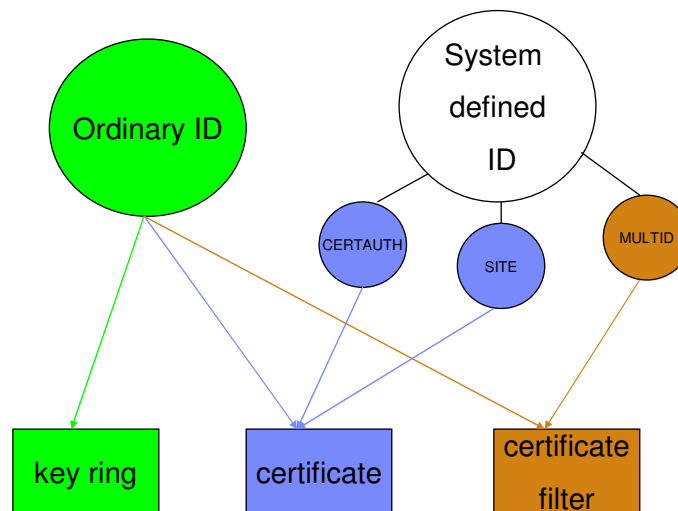 Ordinary ID
System
defined
ID
CERTAUTH
SITE
MULTID
key ring
certificate
certificate
filter